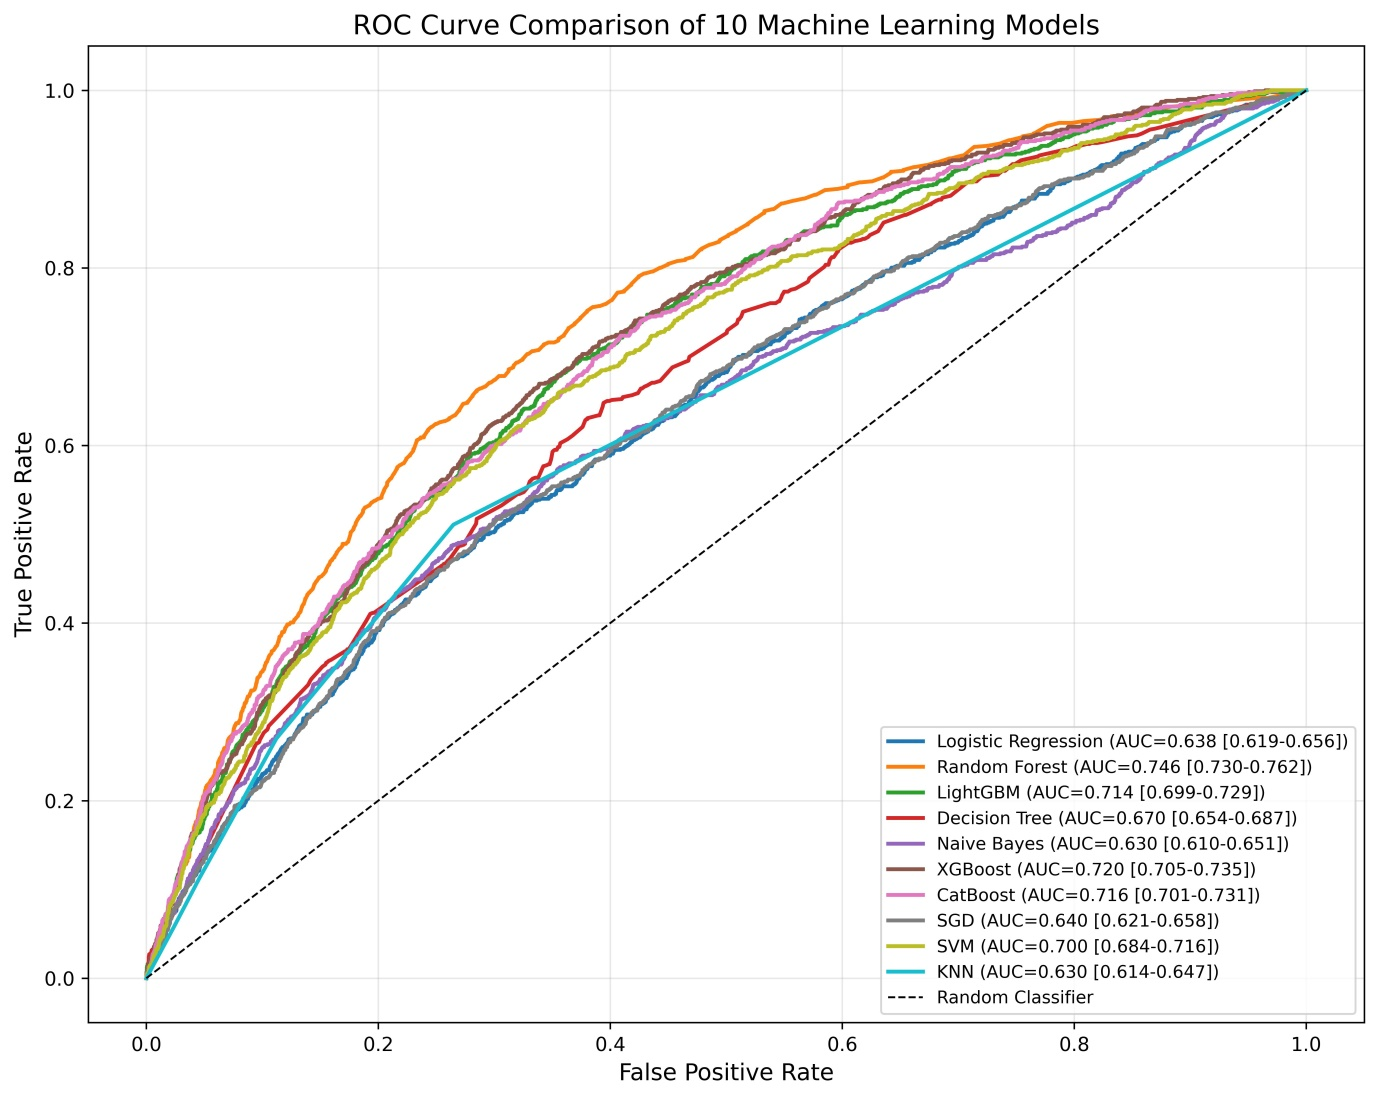 ROC Curve Comparison of 10 Machine Learning Models
True Positive Rate
1.0
0.8
0.6
0.4
0.2
0.0
Logistic Regression (AUC=0.638 [0.619-0.656])
Random Forest (AUC=0.746 [0.730-0.762])
LightGBM (AUC=0.714 [0.699-0.729])
Decision Tree (AUC=0.670 [0.654-0.687])
Naive Bayes (AUC=0.630 [0.610-0.651])
XGBoost (AUC=0.720 [0.705-0.735])
CatBoost (AUC=0.716 [0.701-0.731])
SGD (AUC=0.640 [0.621-0.658])
SVM (AUC=0.700 [0.684-0.716])
KNN (AUC=0.630 [0.614-0.647])
Random Classifier
0.0 0.2 0.4 0.6 0.8 1.0
False Positive Rate